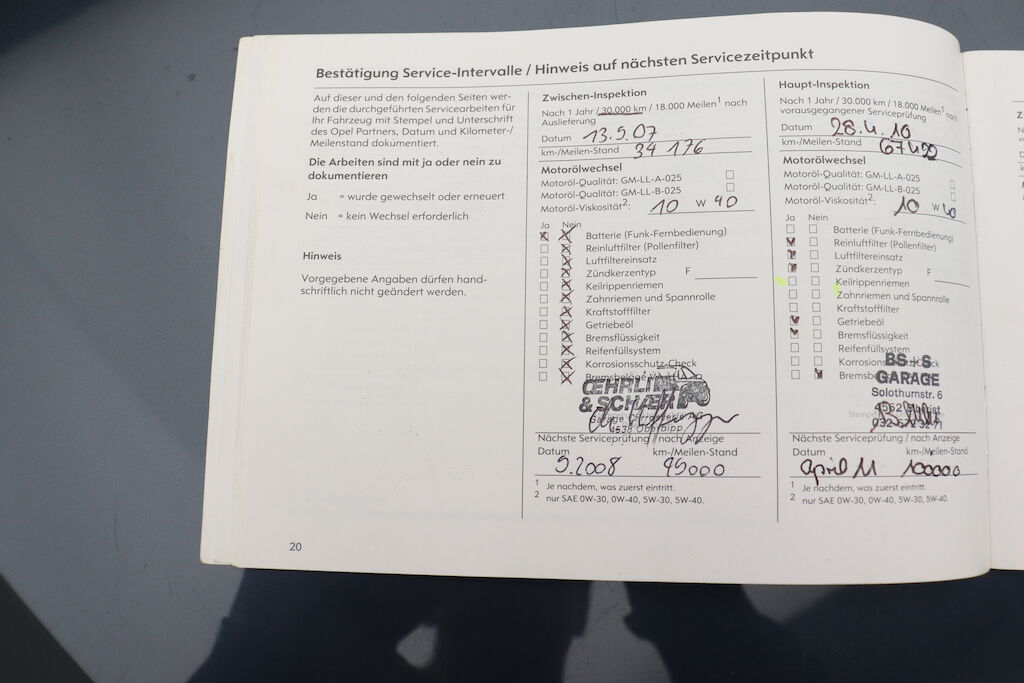 Bestätigung Service-Intervalle / Hinweis auf nächsten Servicezeitpunkt
Auf dieser und den folgenden Seiten wer-
den die durchgeführten Servicearbeiten für
Ihr Fahrzeug mit Stempel und Unterschrift
des Opel Partners, Datum und Kilometer-/
Meilenstand dokumentiert.
Die Arbeiten sind mit ja oder nein zu
dokumentieren
Ja = wurde gewechselt oder erneuert
Nein = kein Wechsel erforderlich
Hinweis
Vorgegebene Angaben dürfen hand-
schriftlich nicht geändert werden.
20
Zwischen-Inspektion
Nach 1 Jahr / 30.000 km / 18.000 Meilen1 nach
Auslieferung
Datum 13.9.07
km-/Meilen-Stand 34 176
Motorölwechsel
Motoröl-Qualität: GM-LL-A-025
Motoröl-Qualität: GM-LL-B-025
Motoröl-Viskosität2: 10 W 40
Ja Nein
Batterie (Funk-Fernbedienung)
Reinluftfilter (Pollenfilter)
Luftfiltereinsatz
Zündkerzentyp F
Keilrippenriemen
Zahnriemen und Spannrolle
Kraftstofffilter
Getriebeöl
Bremsflüssigkeit
Reifenfüllsystem
Korrosionsschutz-Check
Bremsbeläge
& SCHÆR
4538 Oberbipp
Nächste Serviceprüfung / nach Anzeige
Datum km-/Meilen-Stand
9.2008 95000
1 Je nachdem, was zuerst eintritt.
2 nur SAE 0W-30, 0W-40, 5W-30, 5W-40.
Haupt-Inspektion
Nach 1 Jahr / 30.000 km / 18.000 Meilen1 nach
vorausgegangener Serviceprüfung
Datum 28.4.10
km-/Meilen-Stand
Motorölwechsel
Motoröl-Qualität: GM-LL-A-025
Motoröl-Qualität: GM-LL-B-025
Motoröl-Viskosität2: 10 W 40
Ja Nein
Batterie (Funk-Fernbedienung)
Reinluftfilter (Pollenfilter)
Luftfiltereinsatz
Zündkerzentyp F
Keilrippenriemen
Zahnriemen und Spannrolle
Kraftstofffilter
Getriebeöl
Bremsflüssigkeit
Reifenfüllsystem
BS+S
GARAGE
Solothurnstr. 6
4562
Nächste Serviceprüfung / nach Anzeige
Datum km-/Meilen-Stand
April 11 100000
1 Je nachdem, was zuerst eintritt.
2 nur SAE 0W-30, 0W-40, 5W-30, 5W-40.